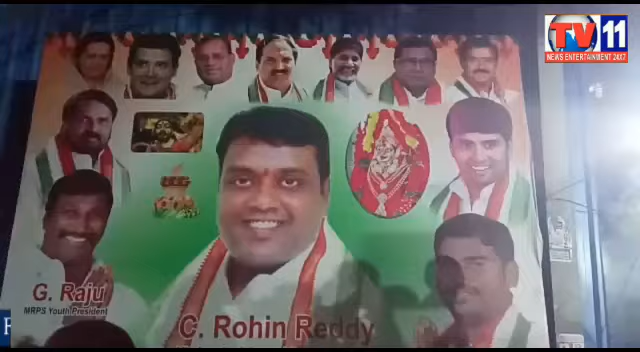 TV 11
NEWS ENTERTAINMENT 24X7
G. Raju
MRPS Youth President
C. Rohin Reddy